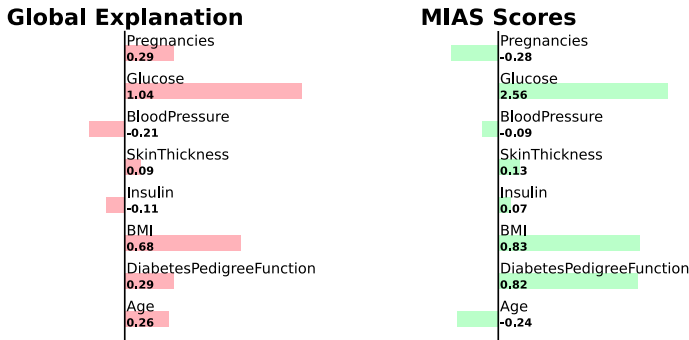 Global Explanation
Pregnancies
0.29
Glucose
1.04
BloodPressure
-0.21
SkinThickness
0.09
Insulin
-0.11
BMI
0.68
DiabetesPedigreeFunction
0.29
Age
0.26
MIAS Scores
Pregnancies
-0.28
Glucose
2.56
BloodPressure
-0.09
SkinThickness
0.13
Insulin
0.07
BMI
0.83
DiabetesPedigreeFunction
0.82
Age
-0.24